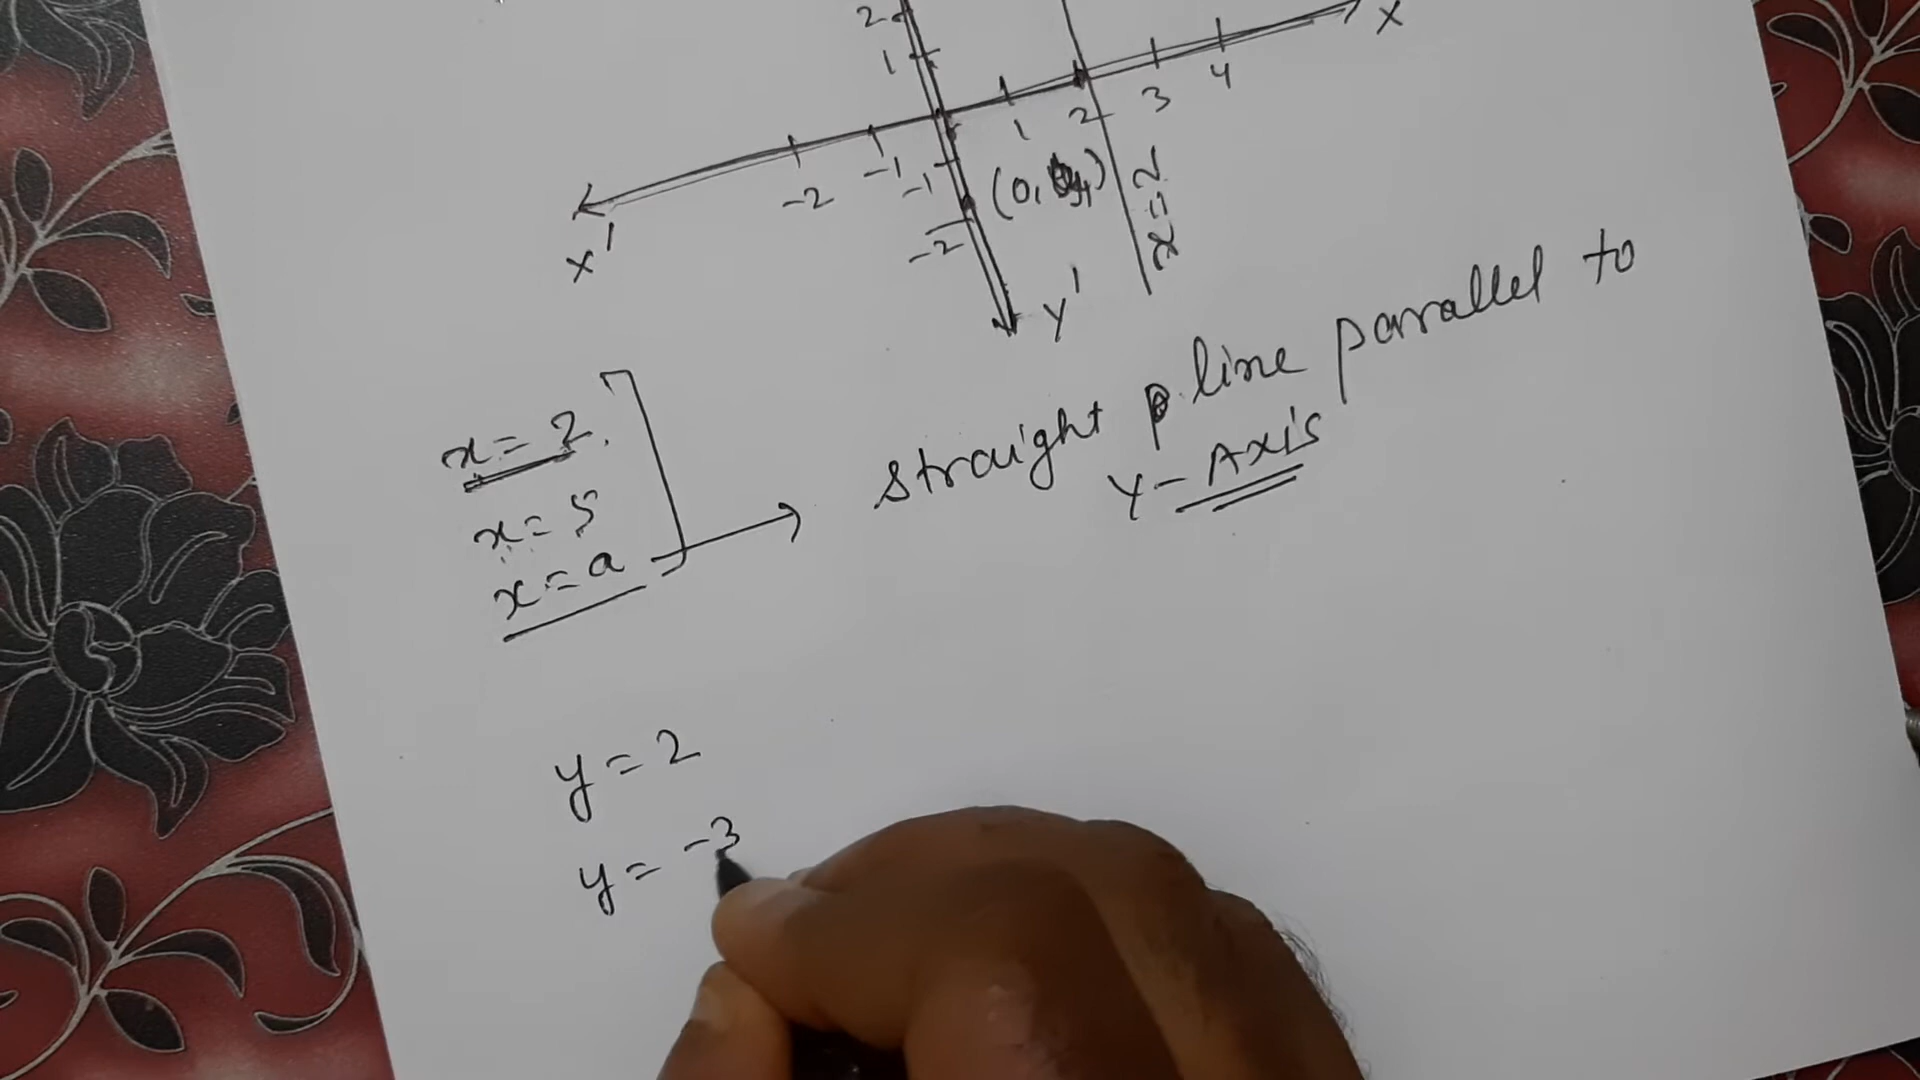 2
1
X
1 2 3 4
-2 -1
-1
(0, y)
x=2
-2
X'
Y'
x=2.
x=5
x=a → straight line parallel to
Y-Axis
y=2
y=-3